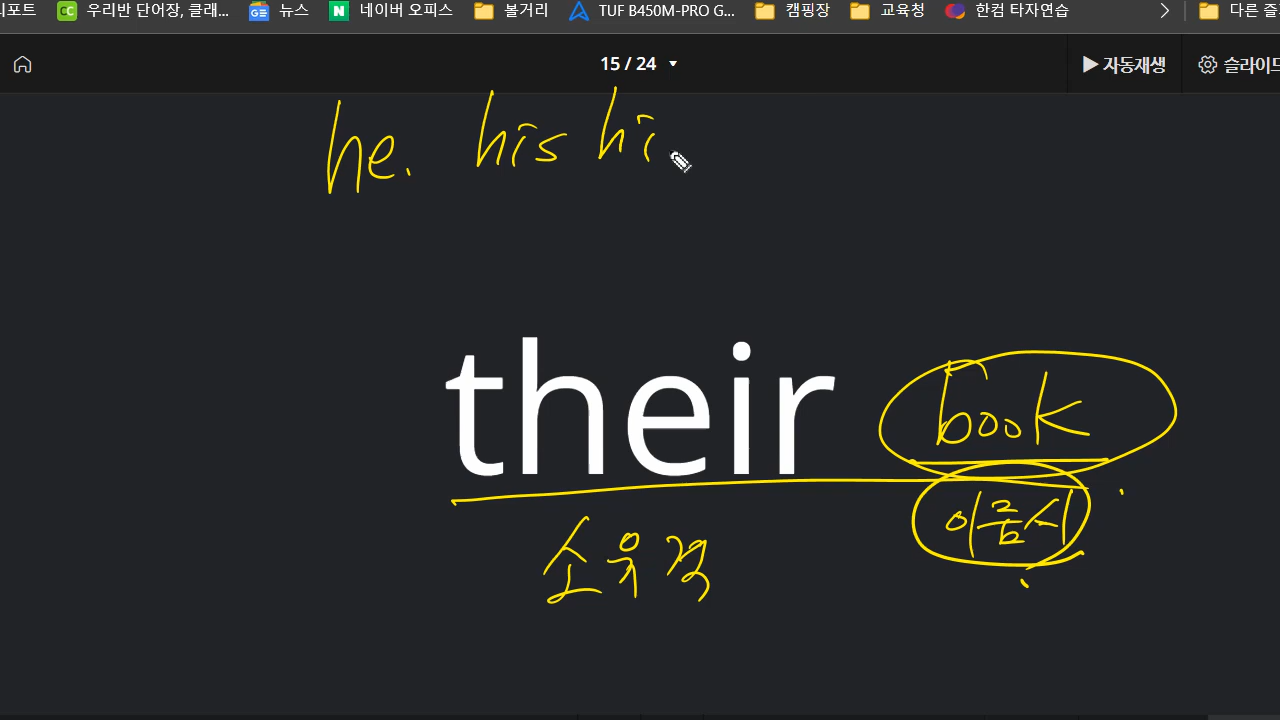 리포트 우리반 단어장, 클래... 뉴스 네이버 오피스 볼거리 TUF B450M-PRO G... 캠핑장 교육청 한컴 타자연습 다른 즐
15 / 24 자동재생 슬라이드
he. his hi
their book
소유격 이름씨